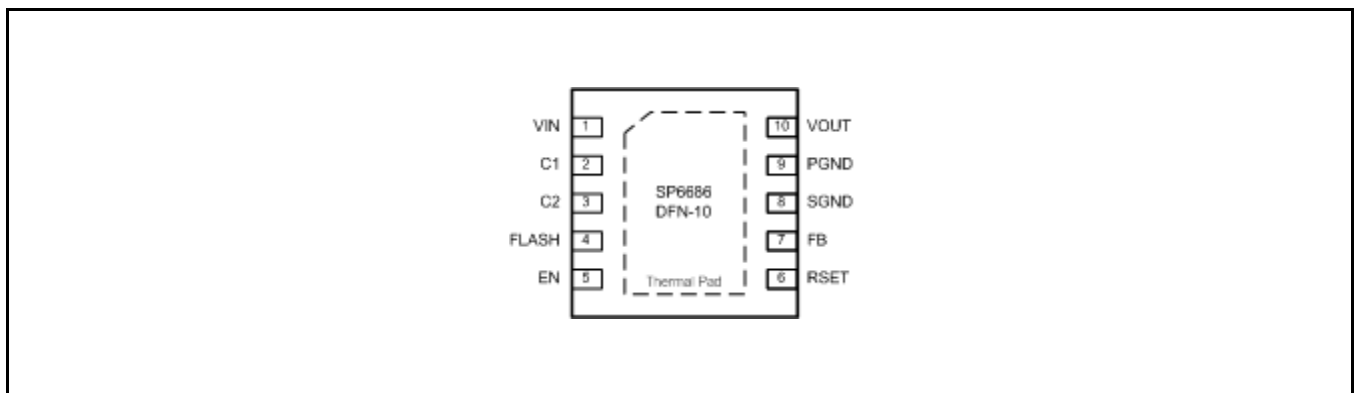 VIN 1
C1 2
C2 3
FLASH 4
EN 5
SP6686
DFN-10
Thermal Pad
10 VOUT
9 PGND
8 SGND
7 FB
6 RSET